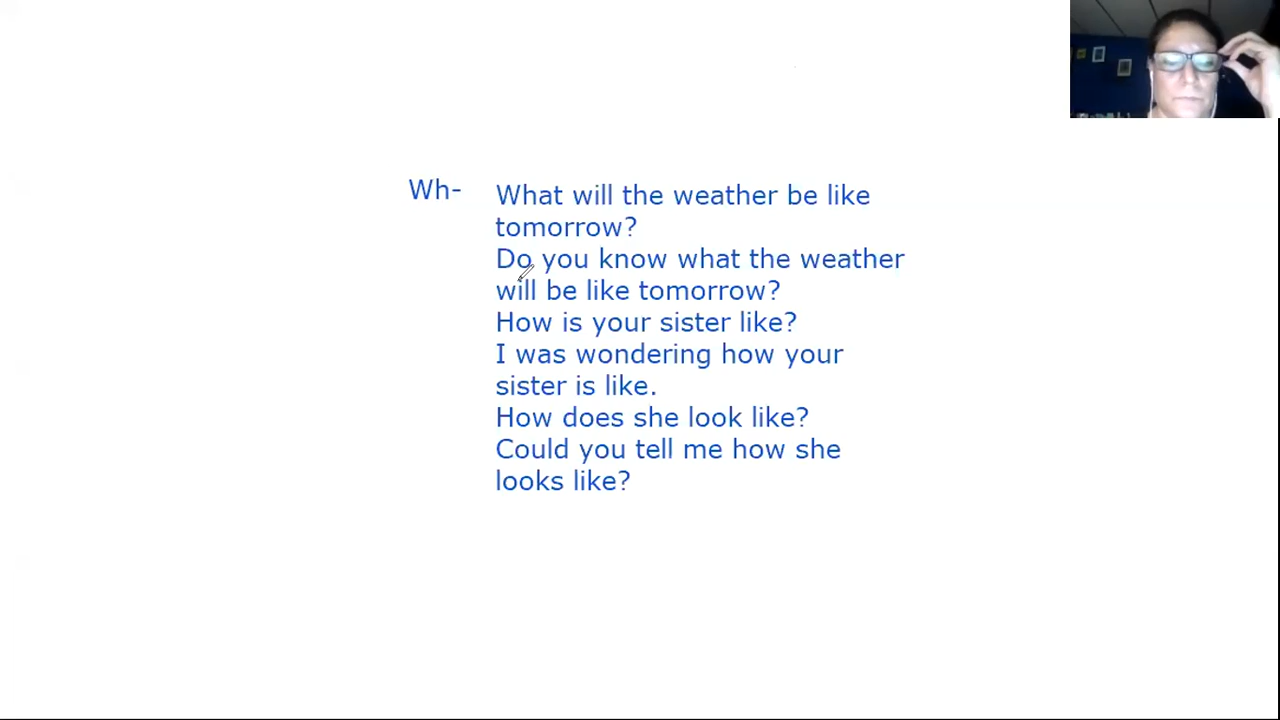 Wh-
What will the weather be like
tomorrow?
Do you know what the weather
will be like tomorrow?
How is your sister like?
I was wondering how your
sister is like.
How does she look like?
Could you tell me how she
looks like?